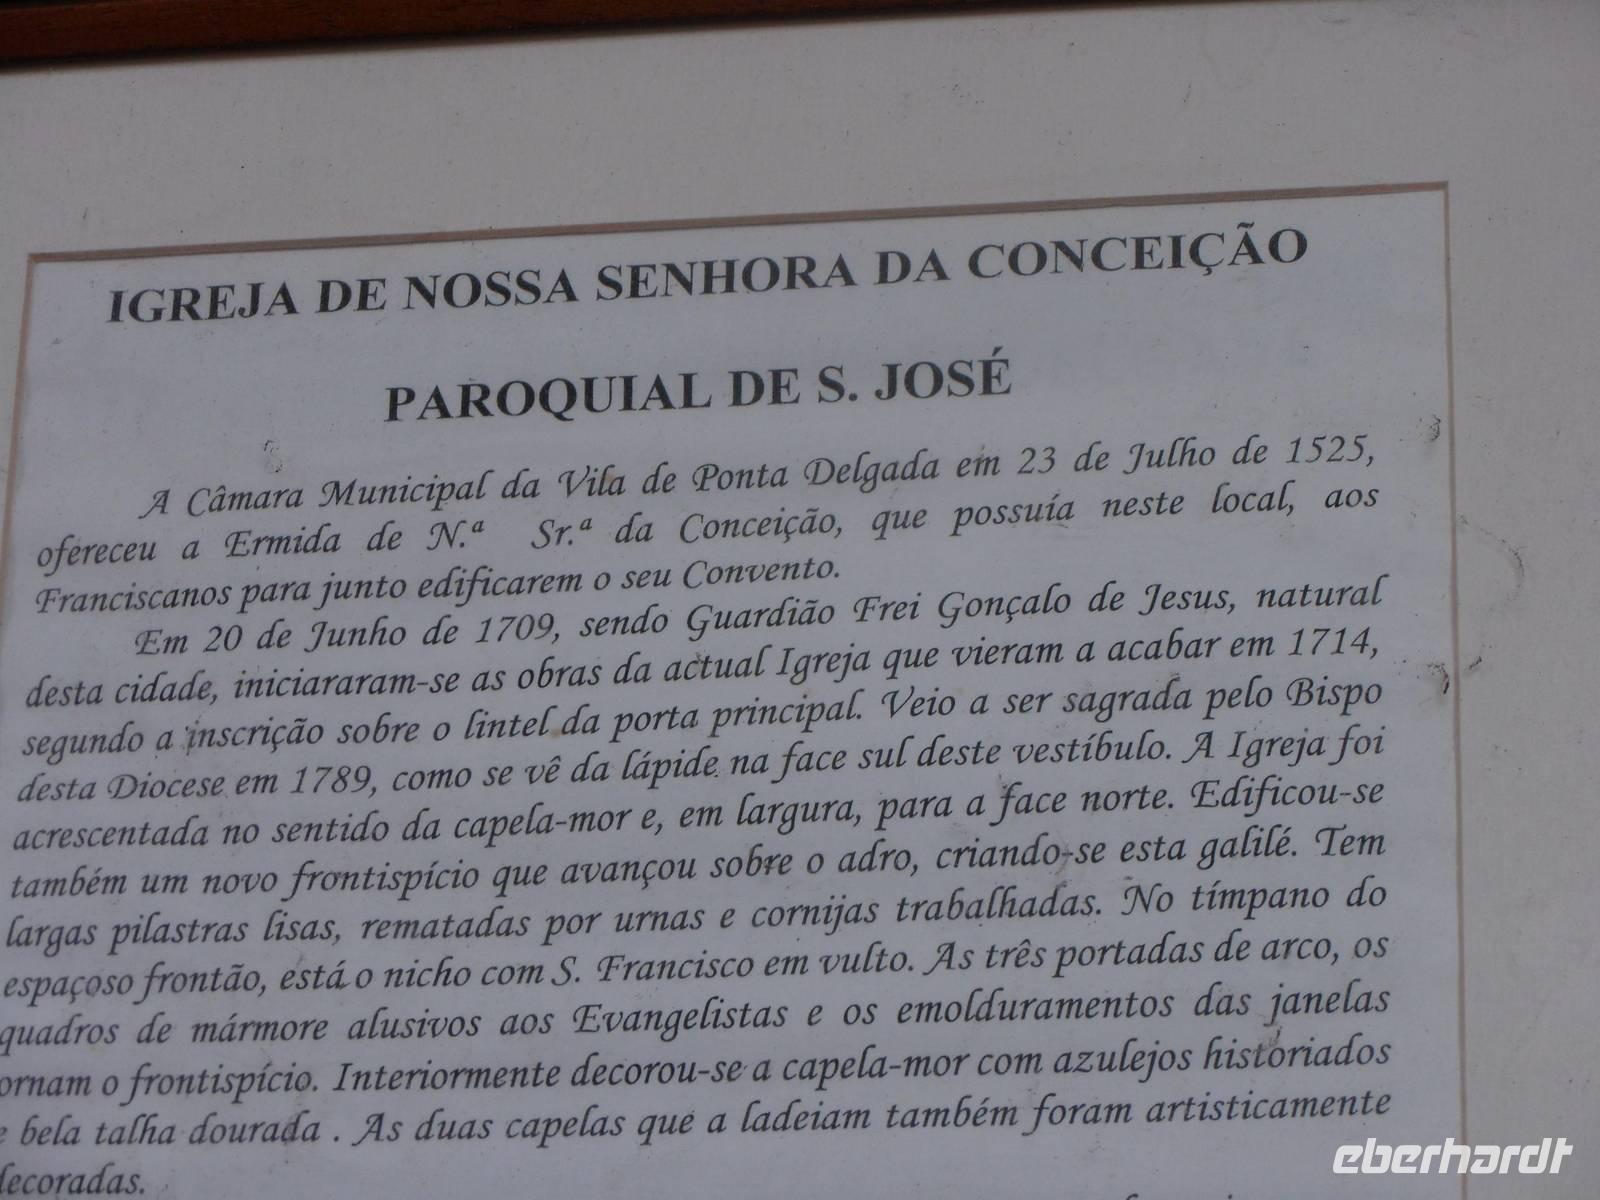 IGREJA DE NOSSA SENHORA DA CONCEIÇÃO
PAROQUIAL DE S. JOSÉ
A Câmara Municipal da Vila de Ponta Delgada em 23 de Julho de 1525,
ofereceu a Ermida de N.ª Sr.ª da Conceição, que possuía neste local, aos
Franciscanos para junto edificarem o seu Convento.
Em 20 de Junho de 1709, sendo Guardião Frei Gonçalo de Jesus, natural
desta cidade, iniciararam-se as obras da actual Igreja que vieram a acabar em 1714,
segundo a inscrição sobre o lintel da porta principal. Veio a ser sagrada pelo Bispo
desta Diocese em 1789, como se vê da lápide na face sul deste vestíbulo. A Igreja foi
acrescentada no sentido da capela-mor e, em largura, para a face norte. Edificou-se
também um novo frontispício que avançou sobre o adro, criando-se esta galilé. Tem
largas pilastras lisas, rematadas por urnas e cornijas trabalhadas. No tímpano do
espaçoso frontão, está o nicho com S. Francisco em vulto. As três portadas de arco, os
quadros de mármore alusivos aos Evangelistas e os emolduramentos das janelas
ornam o frontispício. Interiormente decorou-se a capela-mor com azulejos historiados
e bela talha dourada . As duas capelas que a ladeiam também foram artisticamente
decoradas.
eberhardt